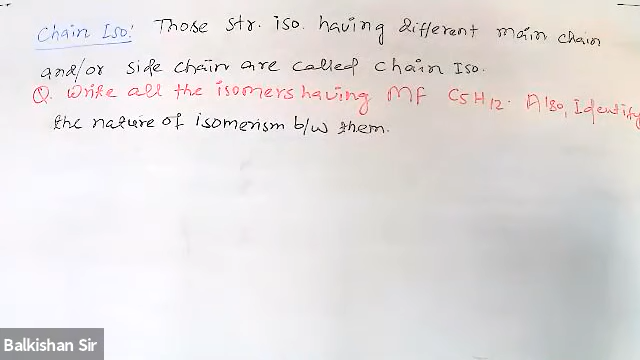 Chain Iso: Those str. iso. having different main chain
and/or side chain are called chain Iso.
Q. Write all the isomers having MF C5H12. Also, Identify
the nature of isomerism b/w them.
Balkishan Sir